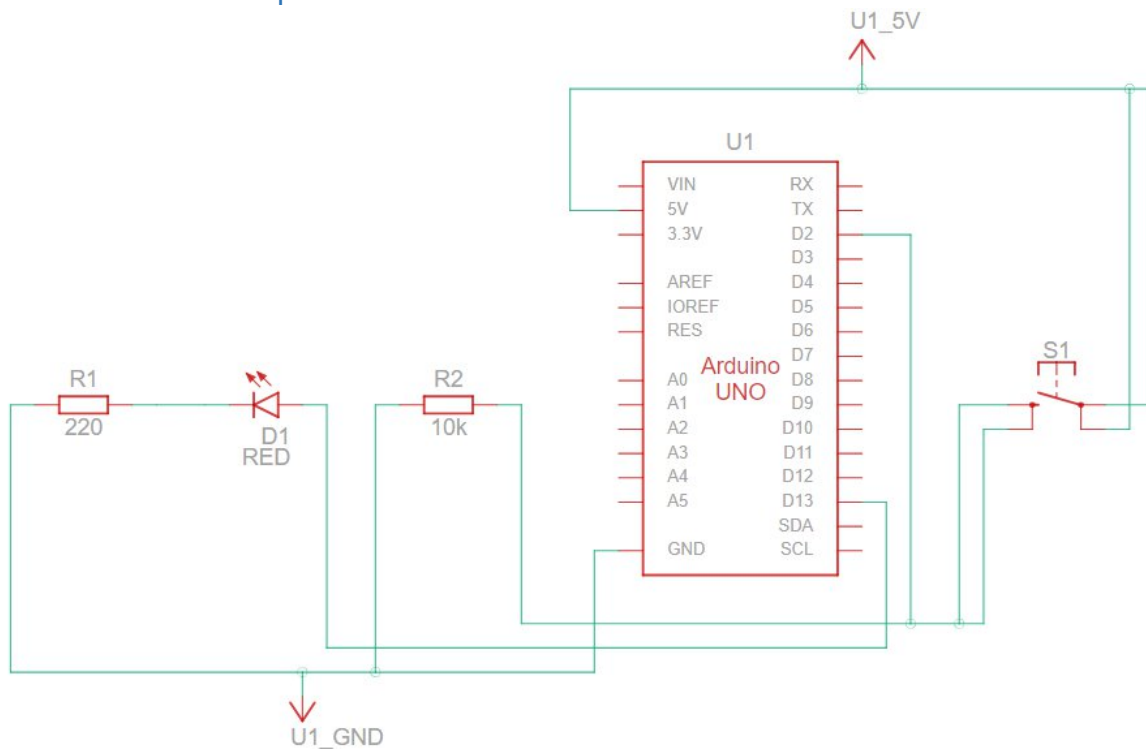 U1_5V
U1
VIN RX
5V TX
3.3V D2
D3
AREF D4
IOREF D5
RES D6
D7
Arduino
UNO
A0 D8
A1 D9
A2 D10
A3 D11
A4 D12
A5 D13
SDA
GND SCL
S1
R1
220
D1
RED
R2
10k
U1_GND